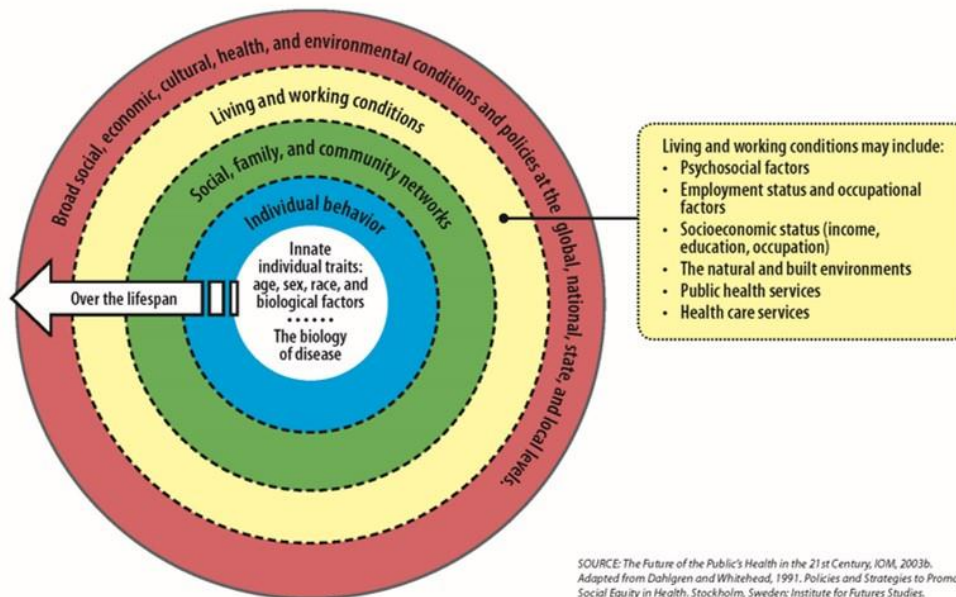 Broad social, economic, cultural, health, and environmental conditions and policies at the global, national, state, and local levels.
Living and working conditions
Social, family, and community networks
Individual behavior
Innate
individual traits:
age, sex, race, and
biological factors
• • • • • •
The biology
of disease
Over the lifespan
Living and working conditions may include:
• Psychosocial factors
• Employment status and occupational
factors
• Socioeconomic status (income,
education, occupation)
• The natural and built environments
• Public health services
• Health care services
SOURCE: The Future of the Public's Health in the 21st Century, IOM, 2003b.
Adapted from Dahlgren and Whitehead, 1991. Policies and Strategies to
Social Equity in Health. Stockholm, Sweden: Institute for Futures Studies.